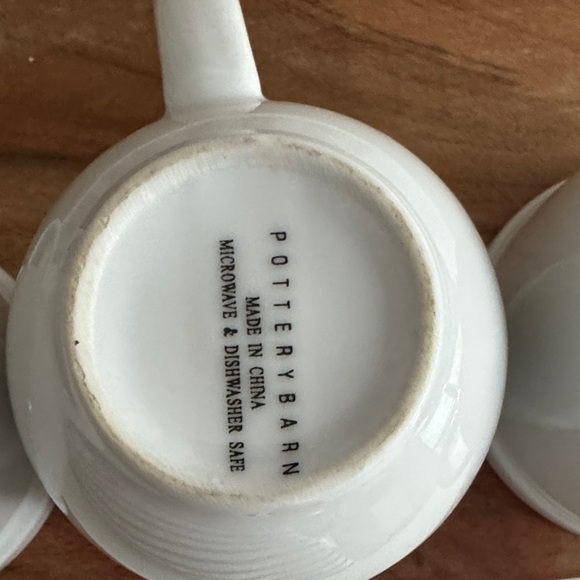 POTTERYBARN
MADE IN CHINA
MICROWAVE & DISHWASHER SAFE